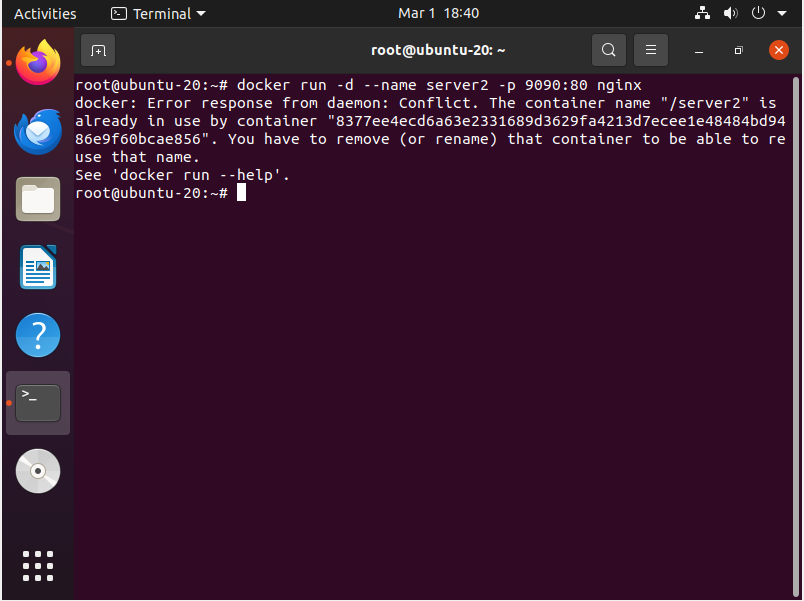 Activities
Terminal
Mar 1 18:40
root@ubuntu-20: ~
root@ubuntu-20:~# docker run -d --name server2 -p 9090:80 nginx
docker: Error response from daemon: Conflict. The container name "/server2" is
already in use by container "8377ee4ecd6a63e2331689d3629fa4213d7ecee1e48484bd94
86e9f60bcae856". You have to remove (or rename) that container to be able to re
use that name.
See 'docker run --help'.
root@ubuntu-20:~#